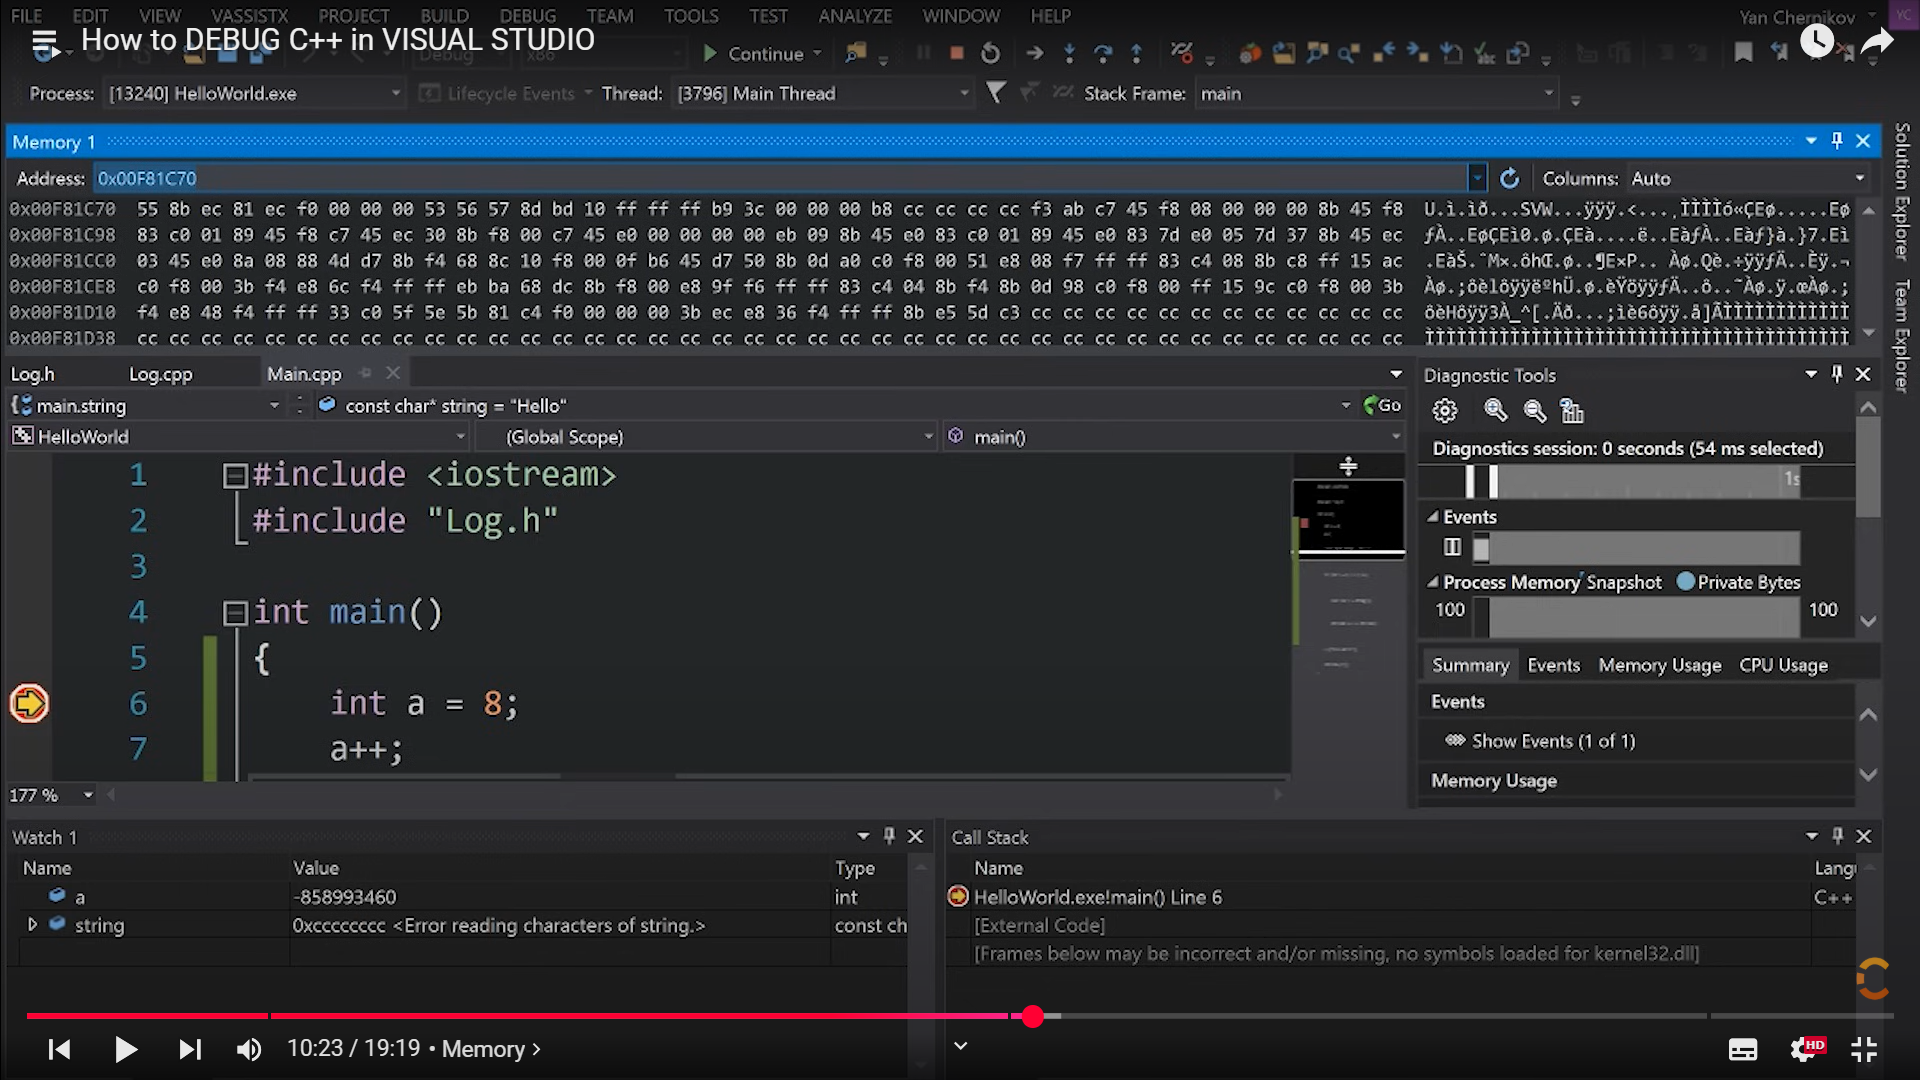 FILE EDIT VIEW VASSISTX PROJECT BUILD DEBUG TEAM TOOLS TEST ANALYZE WINDOW HELP Yan Chernikov YC
How to DEBUG C++ in VISUAL STUDIO
Debug x86 Continue
Process: [13240] HelloWorld.exe Lifecycle Events Thread: [3796] Main Thread Stack Frame: main
Memory 1
Address: 0x00F81C70 Columns: Auto
0x00F81C70 55 8b ec 81 ec f0 00 00 00 53 56 57 8d bd 10 ff ff ff b9 3c 00 00 00 b8 cc cc cc cc f3 ab c7 45 f8 08 00 00 00 8b 45 f8 U.ì.ìð...SVW...ÿÿÿ.<...¸ÌÌÌÌó«ÇEø.....Eø
0x00F81C98 83 c0 01 89 45 f8 c7 45 ec 30 8b f8 00 c7 45 e0 00 00 00 00 eb 09 8b 45 e0 83 c0 01 89 45 e0 83 7d e0 05 7d 37 8b 45 ec ƒÀ..EøÇEì0.ø.ÇEà....ë..EàƒÀ..Eàƒ}à.}7.Eì
0x00F81CC0 03 45 e0 8a 08 88 4d d7 8b f4 68 8c 10 f8 00 0f b6 45 d7 50 8b 0d a0 c0 f8 00 51 e8 08 f7 ff ff 83 c4 08 8b c8 ff 15 ac .EàŠ.ˆM×.ôhŒ.ø..¶E×P.. Àø.Qè.÷ÿÿƒÄ..Èÿ.¬
0x00F81CE8 c0 f8 00 3b f4 e8 6c f4 ff ff eb ba 68 dc 8b f8 00 e8 9f f6 ff ff 83 c4 04 8b f4 8b 0d 98 c0 f8 00 ff 15 9c c0 f8 00 3b Àø.;ôèlôÿÿëºhÜ.ø.èŸöÿÿƒÄ..ô..˜Àø.ÿ.œÀø.;
0x00F81D10 f4 e8 48 f4 ff ff 33 c0 5f 5e 5b 81 c4 f0 00 00 00 3b ec e8 36 f4 ff ff 8b e5 5d c3 cc cc cc cc cc cc cc cc cc cc cc cc ôèHôÿÿ3À_^[.Äð...;ìè6ôÿÿ.å]ÃÌÌÌÌÌÌÌÌÌÌÌÌ
0x00F81D38 cc cc cc cc cc cc cc cc cc cc cc cc cc cc cc cc cc cc cc cc cc cc cc cc cc cc cc cc cc cc cc cc cc cc cc cc cc cc cc cc ÌÌÌÌÌÌÌÌÌÌÌÌÌÌÌÌÌÌÌÌÌÌÌÌÌÌÌÌÌÌÌÌÌÌÌÌÌÌÌÌ
Solution Explorer
Team Explorer
Log.h Log.cpp Main.cpp
main.string const char* string = "Hello" Go
HelloWorld (Global Scope) main()
1 #include <iostream>
2 #include "Log.h"
3
4 int main()
5 {
6 int a = 8;
7 a++;
177 %
Diagnostic Tools
Diagnostics session: 0 seconds (54 ms selected)
1s
Events
Process Memory Snapshot Private Bytes
100 100
Summary Events Memory Usage CPU Usage
Events
Show Events (1 of 1)
Memory Usage
Watch 1
Name Value Type
a -858993460 int
string 0xcccccccc <Error reading characters of string.> const ch
Call Stack
Name Langu
HelloWorld.exe!main() Line 6 C++
[External Code]
[Frames below may be incorrect and/or missing, no symbols loaded for kernel32.dll]
10:23 / 19:19 • Memory HD